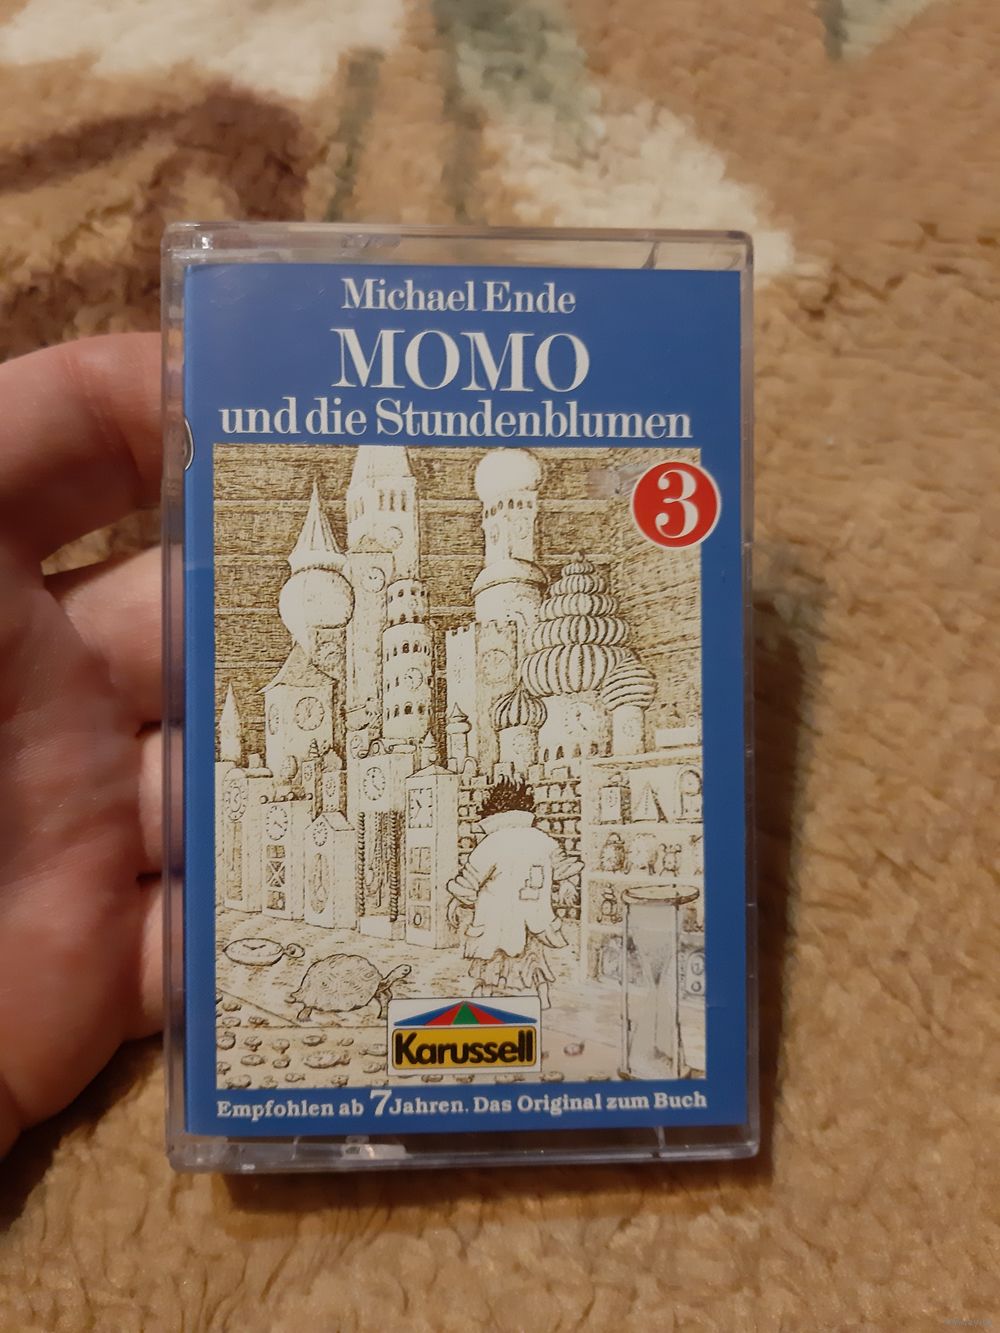 Michael Ende
MOMO
und die Stundenblumen
3
Karussell
Empfohlen ab 7 Jahren. Das Original zum Buch